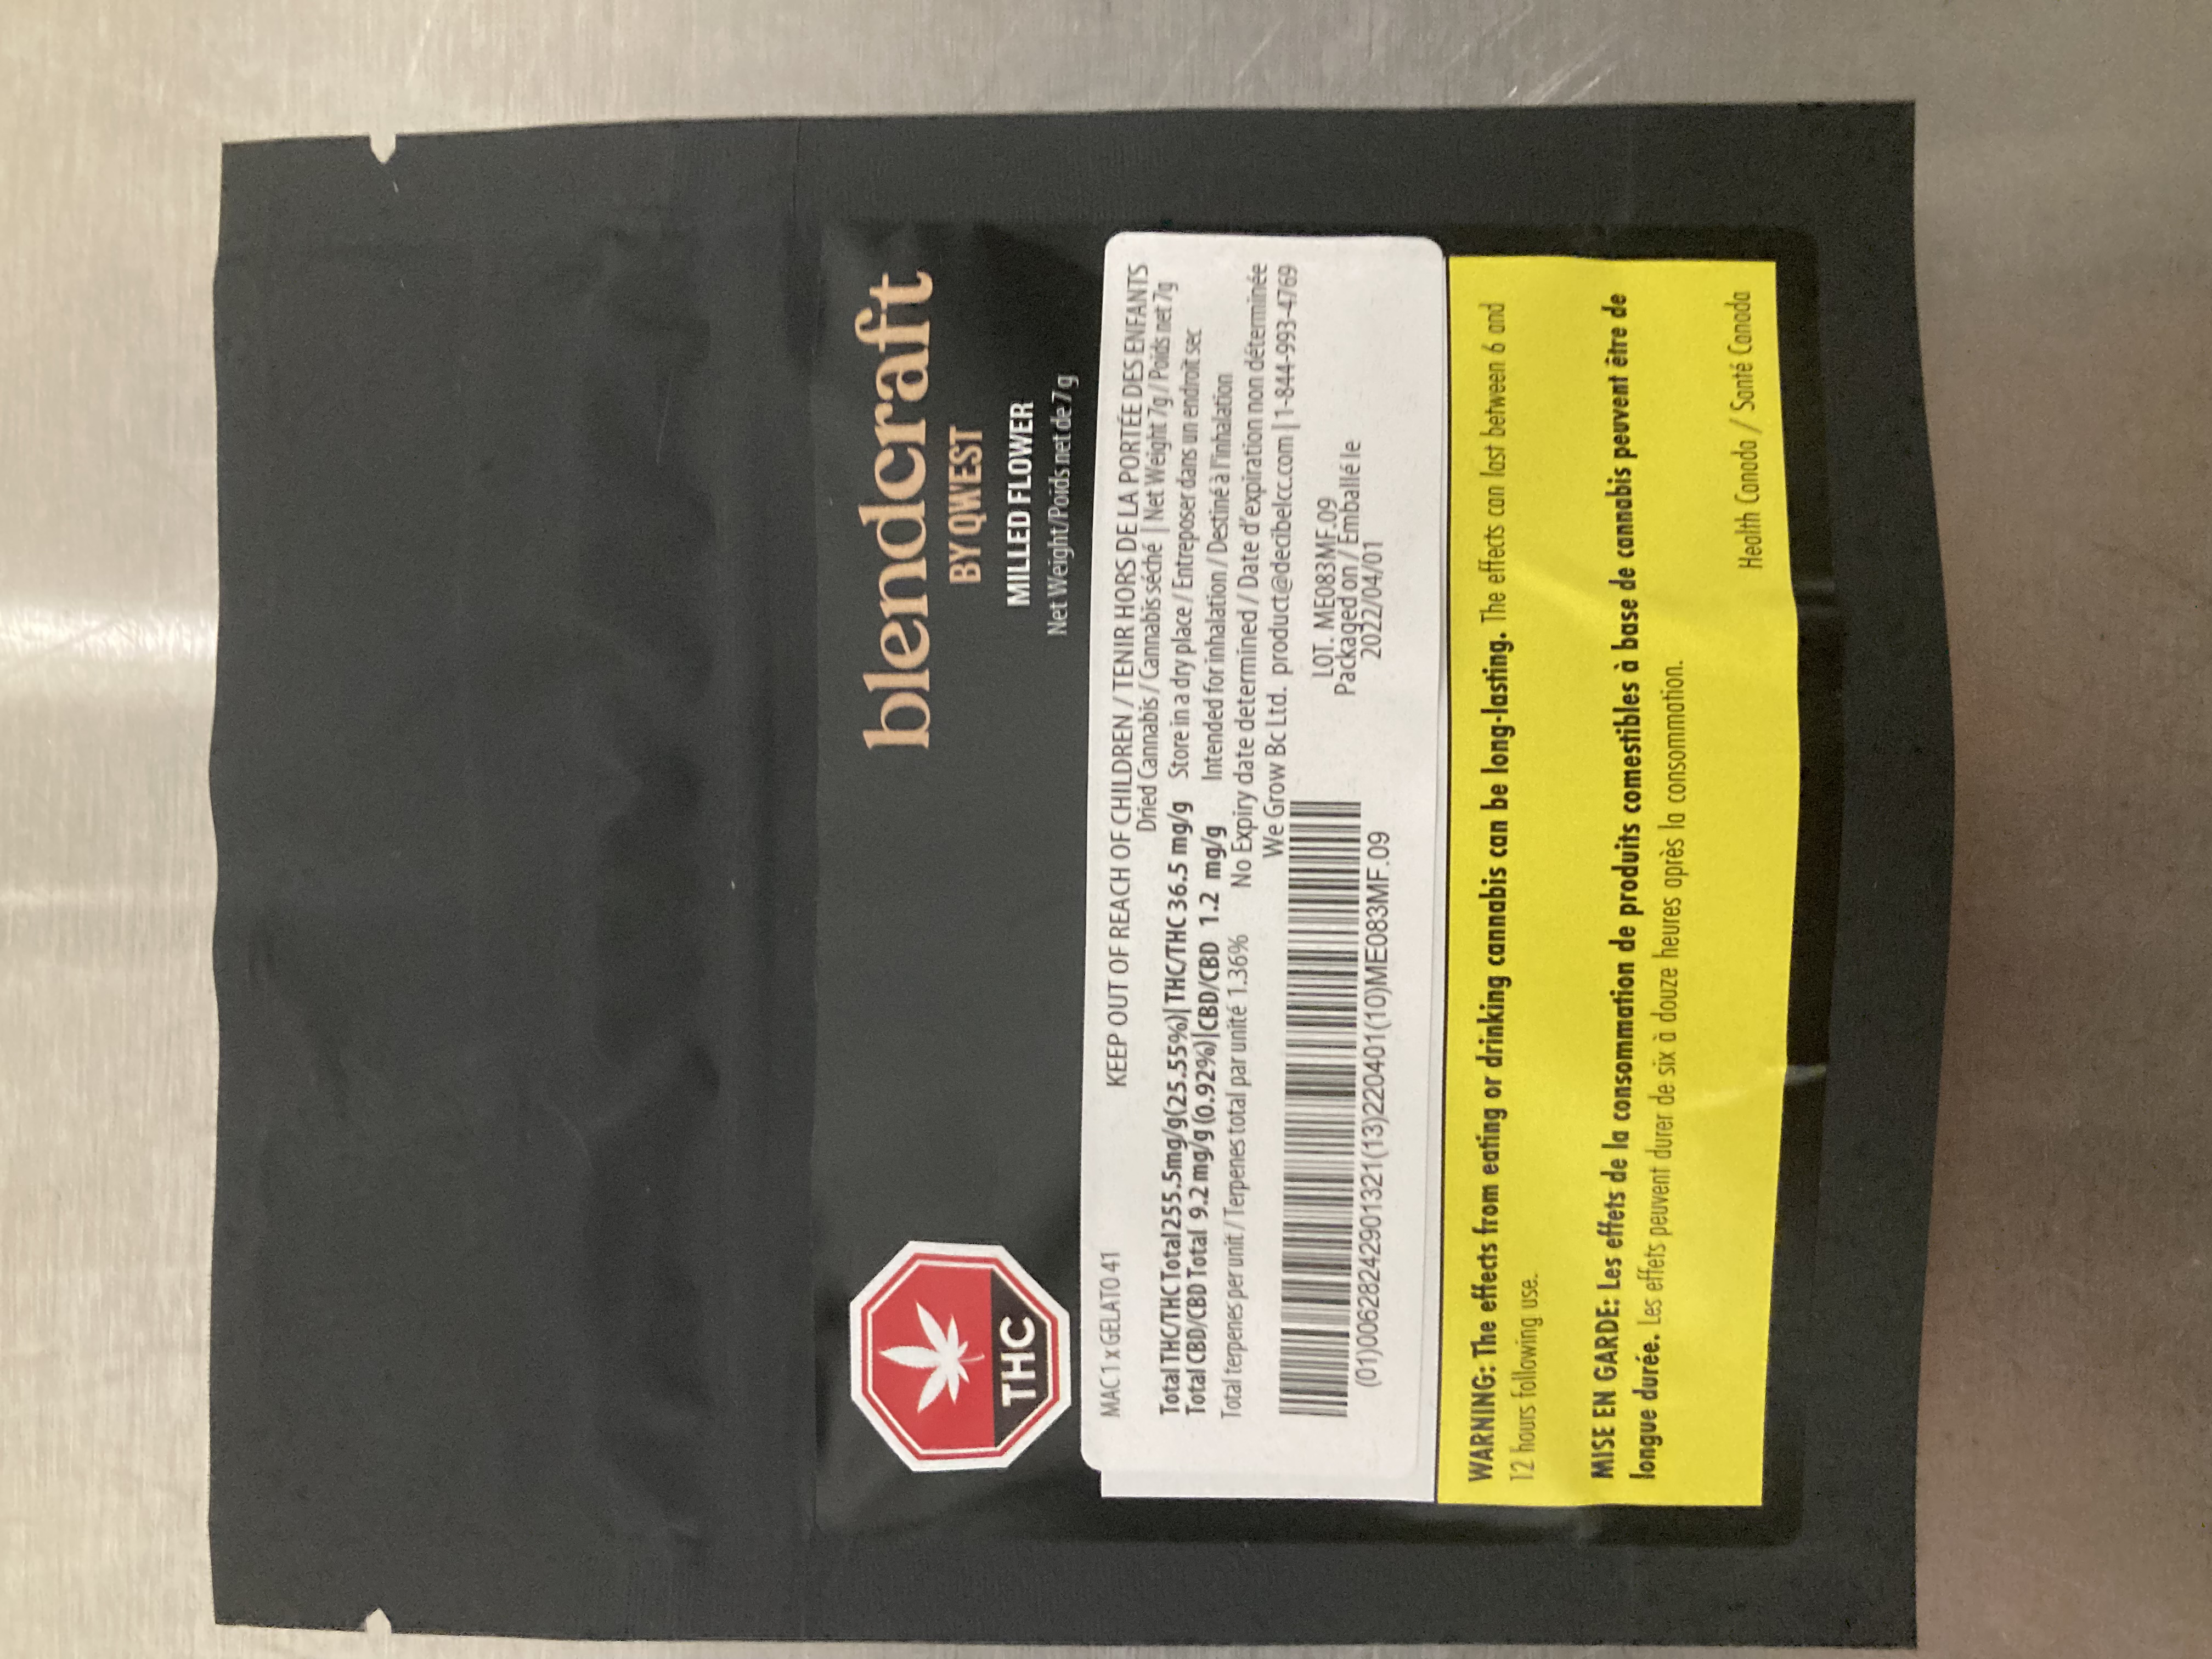 THC
blendcraft
BY QWEST
MILLED FLOWER
Net Weight/Poids net de 7 g
MAC 1 x GELATO 41
KEEP OUT OF REACH OF CHILDREN / TENIR HORS DE LA PORTÉE DES ENFANTS
Dried Cannabis / Cannabis séché | Net Weight 7g / Poids net 7g
Total THC/THC Total 255.5mg/g(25.55%)| THC/THC 36.5 mg/g
Store in a dry place / Entreposer dans un endroit sec
Total CBD/CBD Total 9.2 mg/g (0.92%)|CBD/CBD 1.2 mg/g
Intended for inhalation / Destiné à l'inhalation
Total terpenes per unit / Terpenes total par unité 1.36%
No Expiry date determined / Date d'expiration non déterminée
We Grow Bc Ltd. product@decibelcc.com | 1-844-993-4769
(01)00628242901321(13)220401(10)ME083MF.09
LOT. ME083MF.09
Packaged on / Emballé le
2022/04/01
WARNING: The effects from eating or drinking cannabis can be long-lasting. The effects can last between 6 and
12 hours following use.
MISE EN GARDE: Les effets de la consommation de produits comestibles à base de cannabis peuvent être de
longue durée. Les effets peuvent durer de six à douze heures après la consommation.
Health Canada / Santé Canada